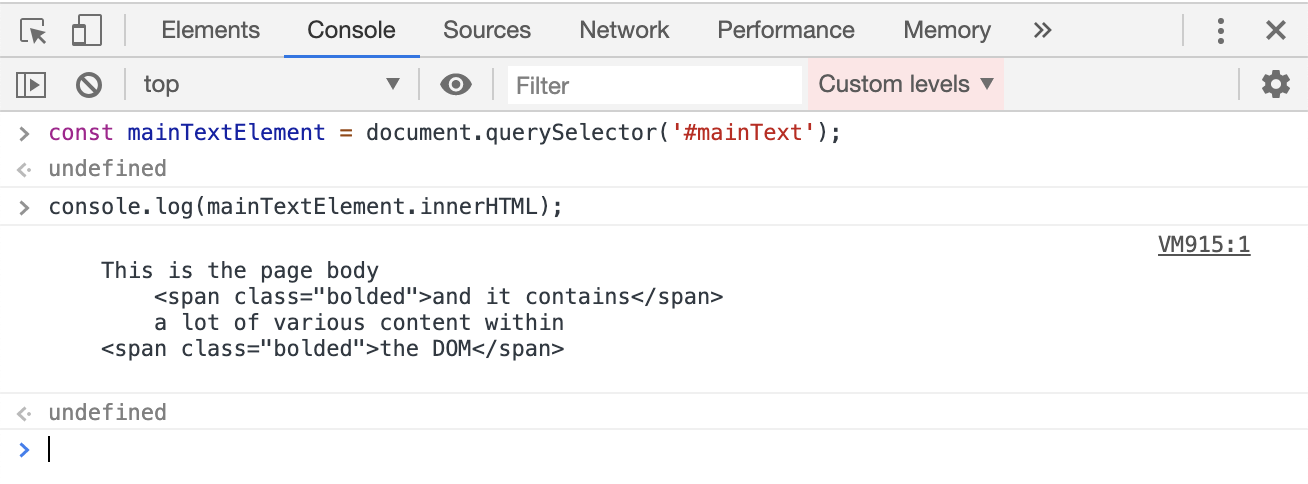 Elements Console Sources Network Performance Memory
top Filter Custom levels
const mainTextElement = document.querySelector('#mainText');
undefined
console.log(mainTextElement.innerHTML);
VM915:1
This is the page body
<span class="bolded">and it contains</span>
a lot of various content within
<span class="bolded">the DOM</span>
undefined